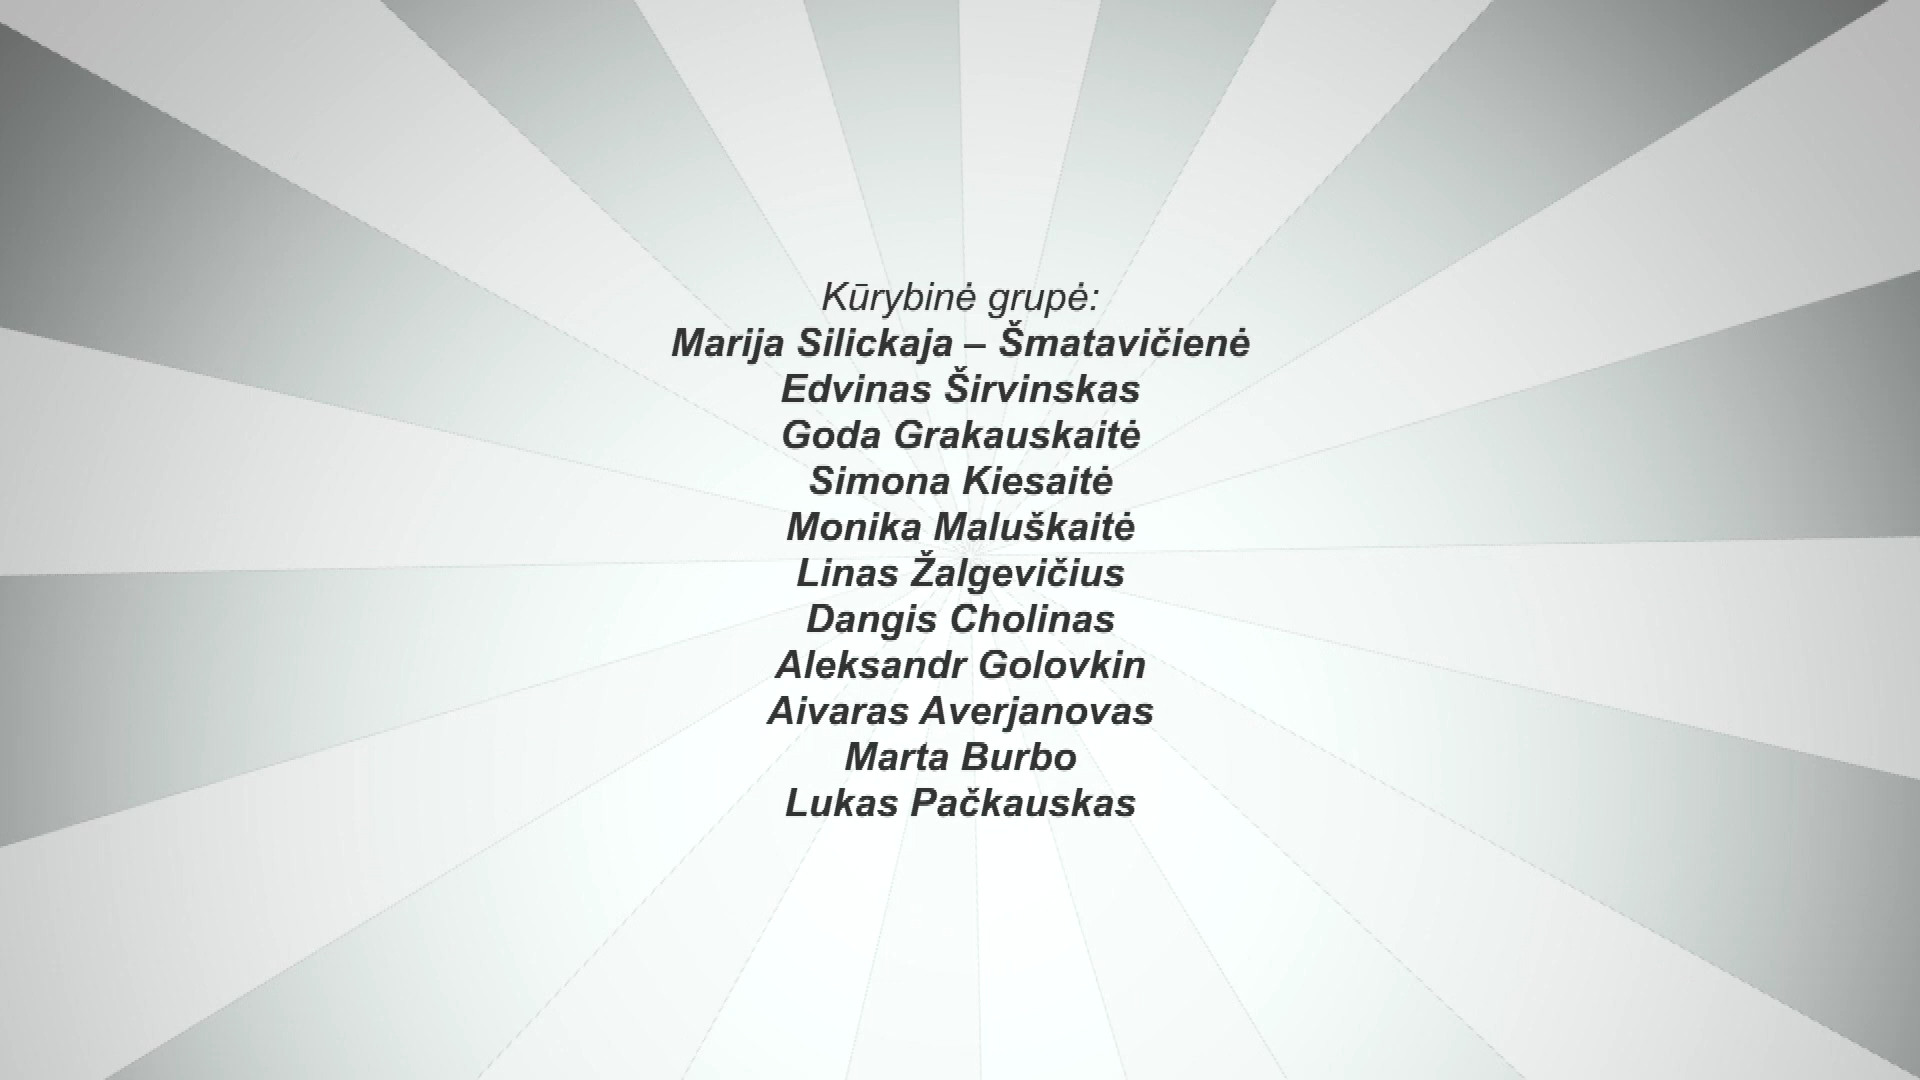 Kūrybinė grupė:
Marija Silickaja – Šmatavičienė
Edvinas Širvinskas
Goda Grakauskaitė
Simona Kiesaitė
Monika Maluškaitė
Linas Žalgevičius
Dangis Cholinas
Aleksandr Golovkin
Aivaras Averjanovas
Marta Burbo
Lukas Pačkauskas